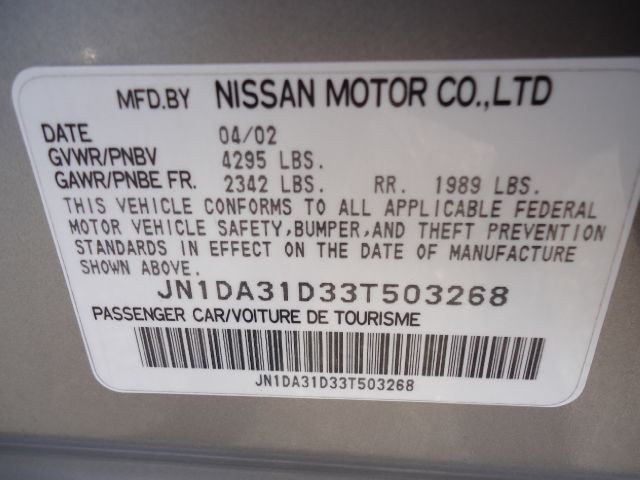 MFD.BY NISSAN MOTOR CO.,LTD
DATE 04/02
GVWR/PNBV 4295 LBS.
GAWR/PNBE FR. 2342 LBS. RR. 1989 LBS.
THIS VEHICLE CONFORMS TO ALL APPLICABLE FEDERAL
MOTOR VEHICLE SAFETY,BUMPER,AND THEFT PREVENTION
STANDARDS IN EFFECT ON THE DATE OF MANUFACTURE
SHOWN ABOVE.
JN1DA31D33T503268
PASSENGER CAR/VOITURE DE TOURISME
JN1DA31D33T503268